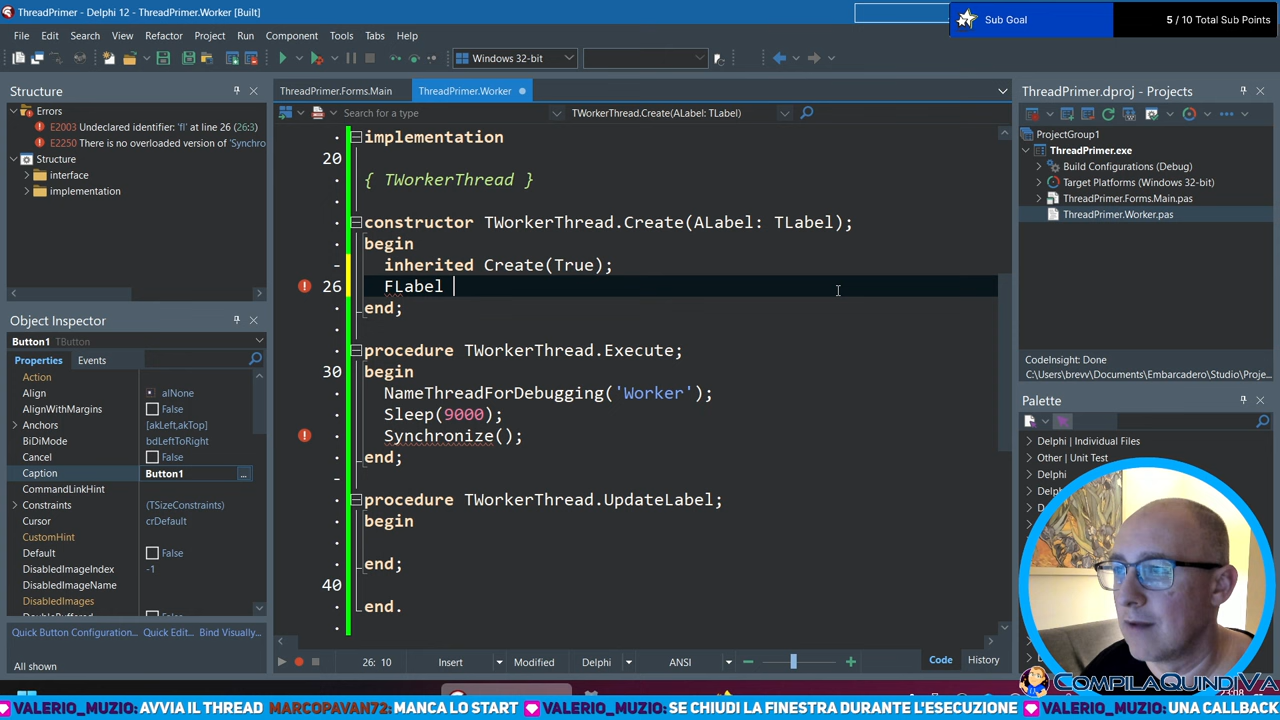 ThreadPrimer - Delphi 12 - ThreadPrimer.Worker [Built]
Sub Goal
5 / 10 Total Sub Points
File Edit Search View Refactor Project Run Component Tools Tabs Help
Windows 32-bit
Structure
Errors
E2003 Undeclared identifier: 'fl' at line 26 (26:3)
E2250 There is no overloaded version of 'Synchro
Structure
interface
implementation
Object Inspector
Button1 TButton
Properties Events
Action
Align alNone
AlignWithMargins False
Anchors [akLeft,akTop]
BiDiMode bdLeftToRight
Cancel False
Caption Button1 ...
CommandLinkHint
Constraints (TSizeConstraints)
Cursor crDefault
CustomHint
Default False
DisabledImageIndex -1
DisabledImageName
DisabledImages
Quick Button Configuration... Quick Edit... Bind Visually...
All shown
ThreadPrimer.Forms.Main ThreadPrimer.Worker
Search for a type TWorkerThread.Create(ALabel: TLabel)
implementation
20
{ TWorkerThread }
constructor TWorkerThread.Create(ALabel: TLabel);
begin
inherited Create(True);
26 FLabel
end;
procedure TWorkerThread.Execute;
30 begin
NameThreadForDebugging('Worker');
Sleep(9000);
Synchronize();
end;
procedure TWorkerThread.UpdateLabel;
begin
end;
40
end.
26: 10 Insert Modified Delphi ANSI Code History
ThreadPrimer.dproj - Projects
ProjectGroup1
ThreadPrimer.exe
Build Configurations (Debug)
Target Platforms (Windows 32-bit)
ThreadPrimer.Forms.Main.pas
ThreadPrimer.Worker.pas
CodeInsight: Done
C:\Users\brevv\Documents\Embarcadero\Studio\Proje...
Palette
Delphi | Individual Files
Other | Unit Test
Delphi
Delph
COMPILAQUINDIVA
23:08
VALERIO_MUZIO: AVVIA IL THREAD MARCOPAVAN72: MANCA LO START VALERIO_MUZIO: SE CHIUDI LA FINESTRA DURANTE L'ESECUZIONE VALERIO_MUZIO: UNA CALLBACK